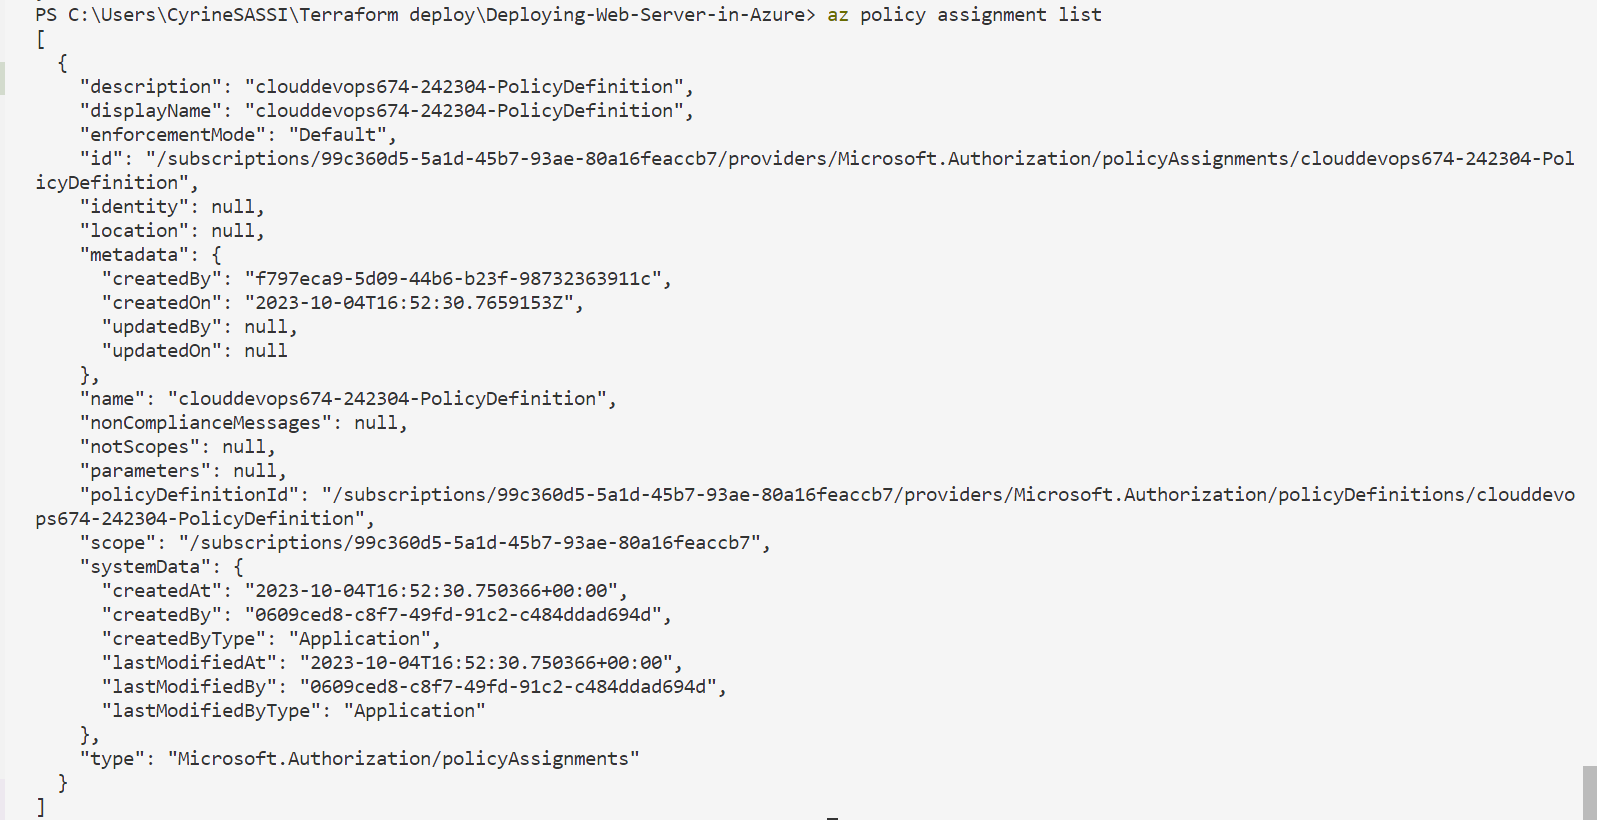 PS C:\Users\CyrineSASSI\Terraform deploy\Deploying-Web-Server-in-Azure> az policy assignment list
[
  {
    "description": "clouddevops674-242304-PolicyDefinition",
    "displayName": "clouddevops674-242304-PolicyDefinition",
    "enforcementMode": "Default",
    "id": "/subscriptions/99c360d5-5a1d-45b7-93ae-80a16feaccb7/providers/Microsoft.Authorization/policyAssignments/clouddevops674-242304-Pol
icyDefinition",
    "identity": null,
    "location": null,
    "metadata": {
      "createdBy": "f797eca9-5d09-44b6-b23f-98732363911c",
      "createdOn": "2023-10-04T16:52:30.7659153Z",
      "updatedBy": null,
      "updatedOn": null
    },
    "name": "clouddevops674-242304-PolicyDefinition",
    "nonComplianceMessages": null,
    "notScopes": null,
    "parameters": null,
    "policyDefinitionId": "/subscriptions/99c360d5-5a1d-45b7-93ae-80a16feaccb7/providers/Microsoft.Authorization/policyDefinitions/clouddevo
ps674-242304-PolicyDefinition",
    "scope": "/subscriptions/99c360d5-5a1d-45b7-93ae-80a16feaccb7",
    "systemData": {
      "createdAt": "2023-10-04T16:52:30.750366+00:00",
      "createdBy": "0609ced8-c8f7-49fd-91c2-c484ddad694d",
      "createdByType": "Application",
      "lastModifiedAt": "2023-10-04T16:52:30.750366+00:00",
      "lastModifiedBy": "0609ced8-c8f7-49fd-91c2-c484ddad694d",
      "lastModifiedByType": "Application"
    },
    "type": "Microsoft.Authorization/policyAssignments"
  }
]